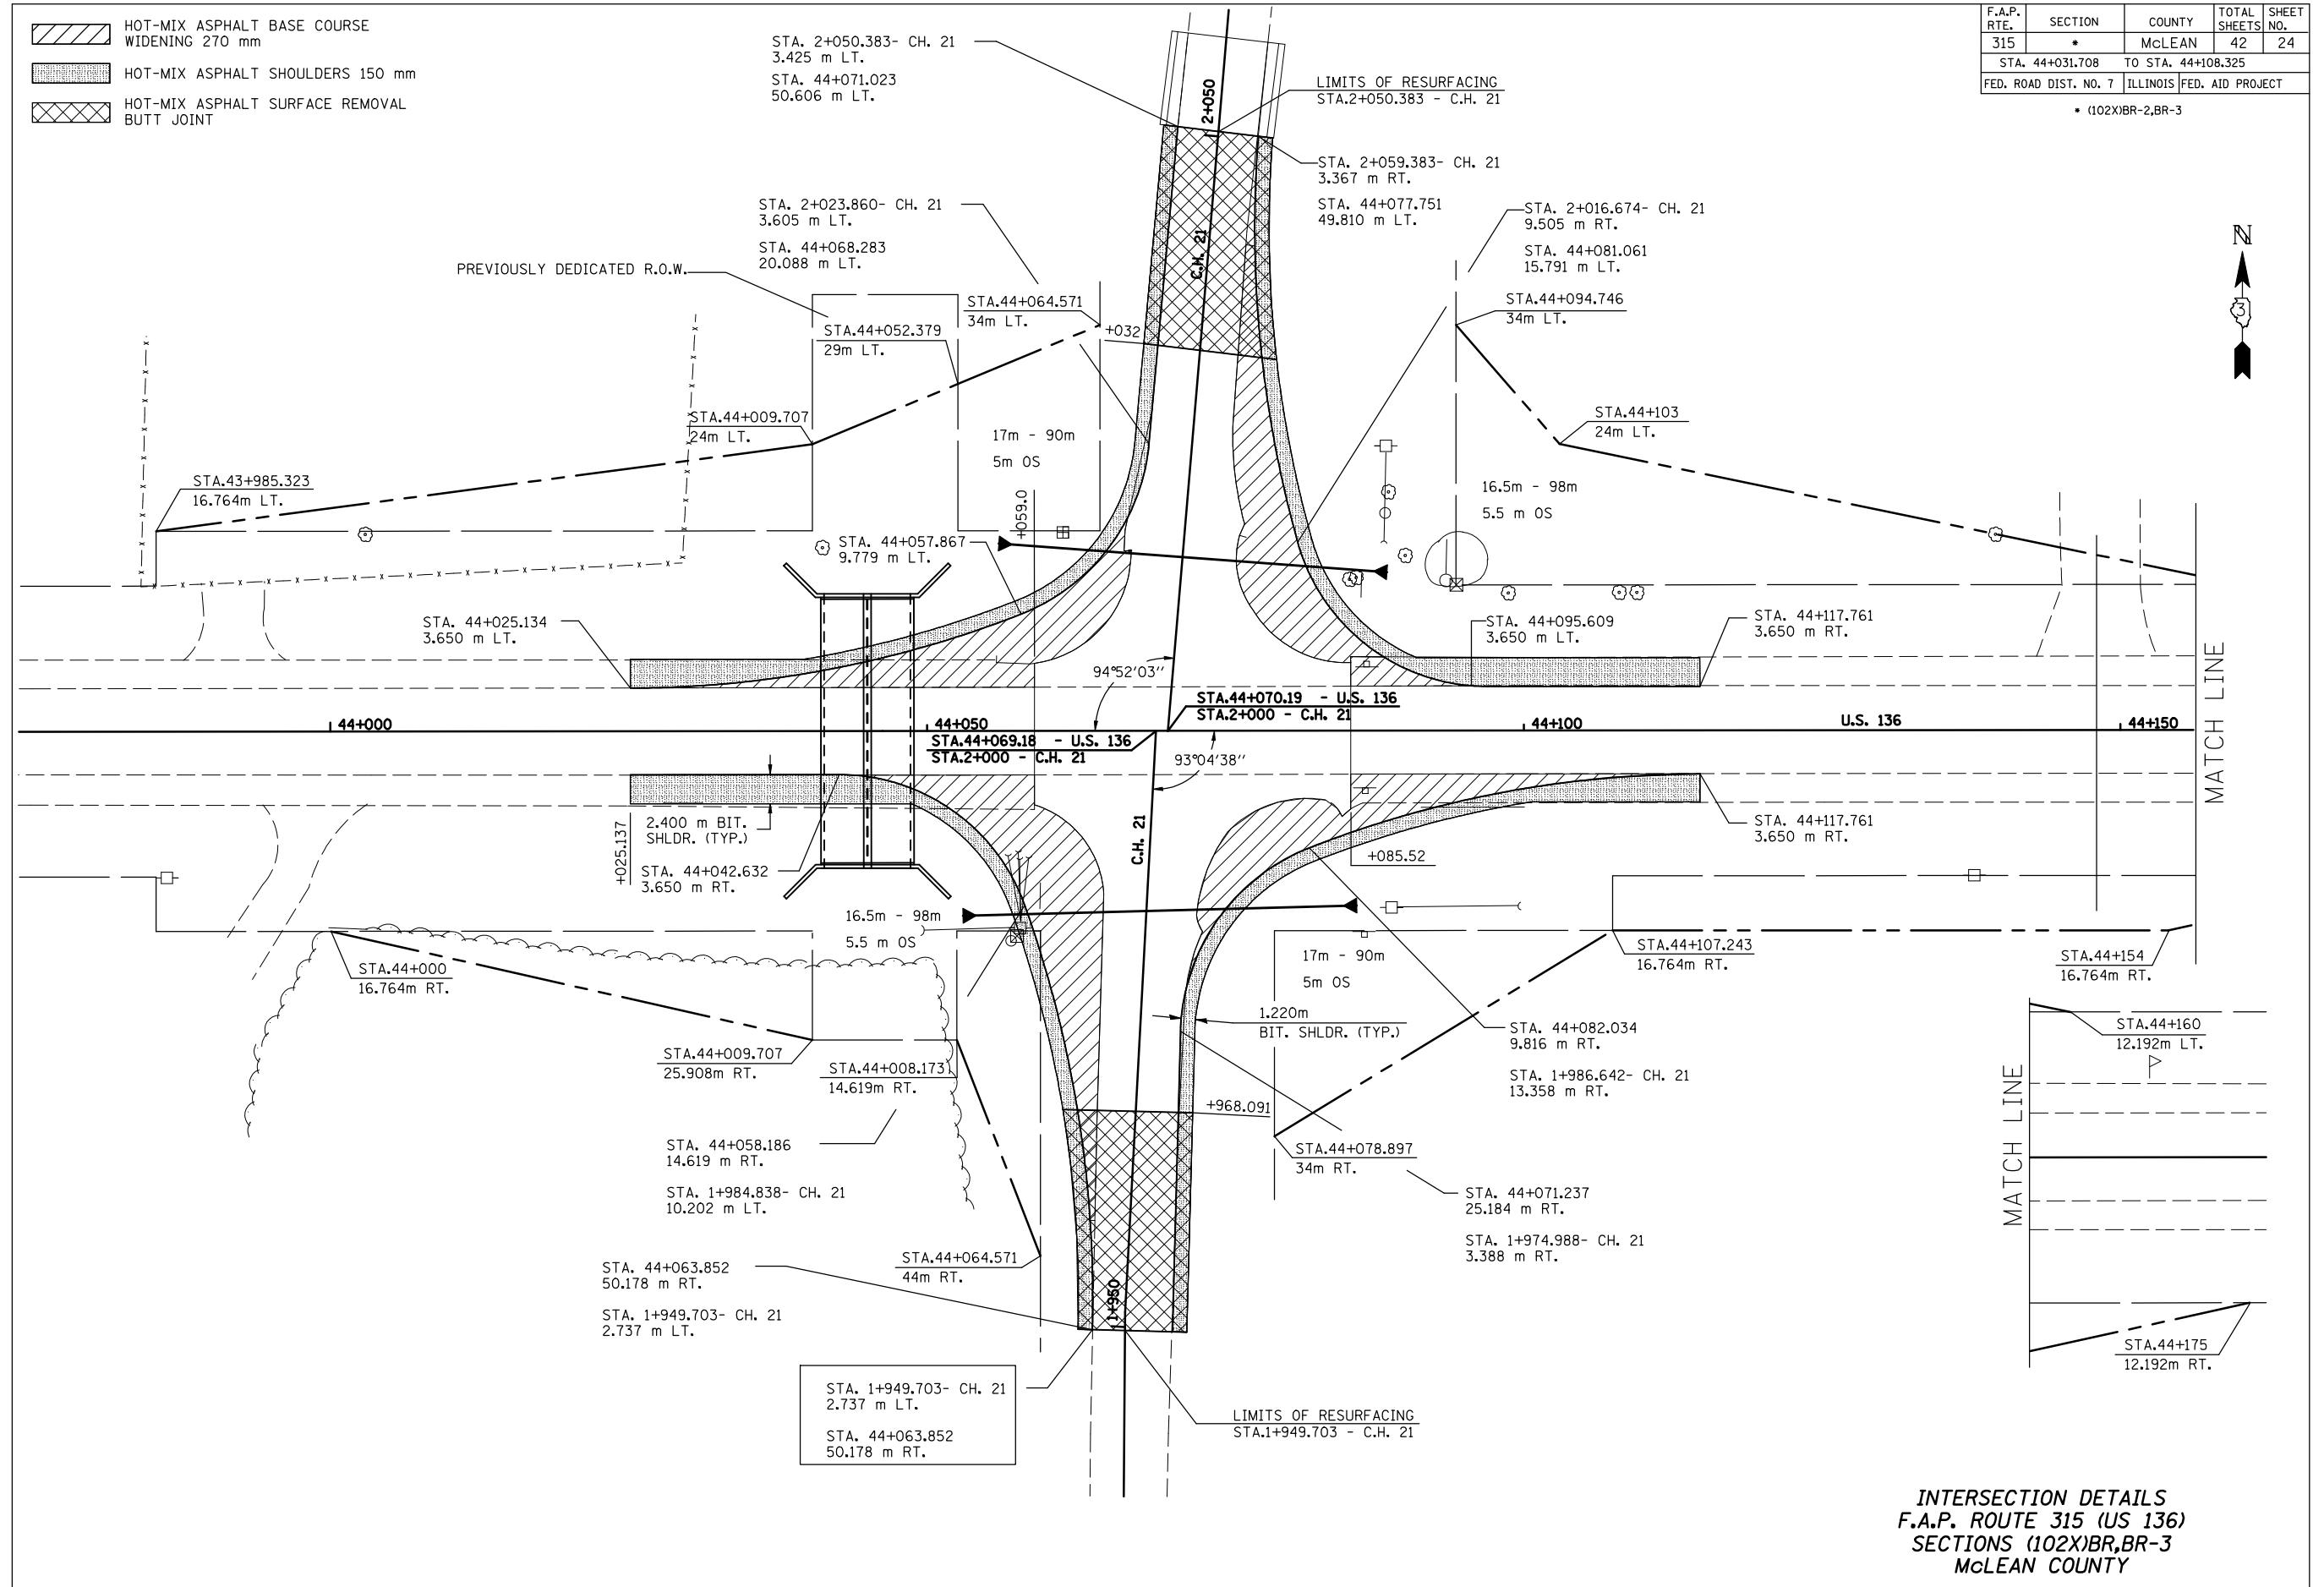 HOT-MIX ASPHALT BASE COURSE
WIDENING 270 mm
HOT-MIX ASPHALT SHOULDERS 150 mm
HOT-MIX ASPHALT SURFACE REMOVAL
BUTT JOINT
F.A.P. RTE. SECTION COUNTY TOTAL SHEETS SHEET NO.
315 * McLEAN 42 24
STA. 44+031.708 TO STA. 44+108.325
FED. ROAD DIST. NO. 7 ILLINOIS FED. AID PROJECT
* (102X)BR-2,BR-3
N
3
STA. 2+050.383- CH. 21
3.425 m LT.
STA. 44+071.023
50.606 m LT.
2+050
LIMITS OF RESURFACING
STA.2+050.383 - C.H. 21
STA. 2+059.383- CH. 21
3.367 m RT.
STA. 44+077.751
49.810 m LT.
STA. 2+023.860- CH. 21
3.605 m LT.
STA. 44+068.283
20.088 m LT.
STA. 2+016.674- CH. 21
9.505 m RT.
STA. 44+081.061
15.791 m LT.
C.H. 21
PREVIOUSLY DEDICATED R.O.W.
STA.44+064.571
34m LT.
STA.44+052.379
29m LT.
+032
STA.44+094.746
34m LT.
STA.44+009.707
24m LT.
STA.44+103
24m LT.
17m - 90m
5m OS
STA.43+985.323
16.764m LT.
16.5m - 98m
5.5 m OS
+059.0
STA. 44+057.867
9.779 m LT.
STA. 44+025.134
3.650 m LT.
STA. 44+095.609
3.650 m LT.
STA. 44+117.761
3.650 m RT.
94°52'03''
STA.44+070.19 - U.S. 136
STA.2+000 - C.H. 21
44+000
44+050
44+100
U.S. 136
44+150
MATCH LINE
STA.44+069.18 - U.S. 136
STA.2+000 - C.H. 21
93°04'38''
2.400 m BIT.
SHLDR. (TYP.)
+025.137
STA. 44+042.632
3.650 m RT.
C.H. 21
STA. 44+117.761
3.650 m RT.
+085.52
16.5m - 98m
5.5 m OS
STA.44+000
16.764m RT.
17m - 90m
5m OS
STA.44+107.243
16.764m RT.
STA.44+154
16.764m RT.
1.220m
BIT. SHLDR. (TYP.)
STA.44+009.707
25.908m RT.
STA.44+008.173
14.619m RT.
STA. 44+082.034
9.816 m RT.
STA. 1+986.642- CH. 21
13.358 m RT.
STA.44+160
12.192m LT.
+968.091
STA. 44+058.186
14.619 m RT.
STA. 1+984.838- CH. 21
10.202 m LT.
STA.44+078.897
34m RT.
STA. 44+071.237
25.184 m RT.
STA. 1+974.988- CH. 21
3.388 m RT.
MATCH LINE
STA. 44+063.852
50.178 m RT.
STA. 1+949.703- CH. 21
2.737 m LT.
STA.44+064.571
44m RT.
1+950
STA.44+175
12.192m RT.
STA. 1+949.703- CH. 21
2.737 m LT.
STA. 44+063.852
50.178 m RT.
LIMITS OF RESURFACING
STA.1+949.703 - C.H. 21
INTERSECTION DETAILS
F.A.P. ROUTE 315 (US 136)
SECTIONS (102X)BR,BR-3
McLEAN COUNTY